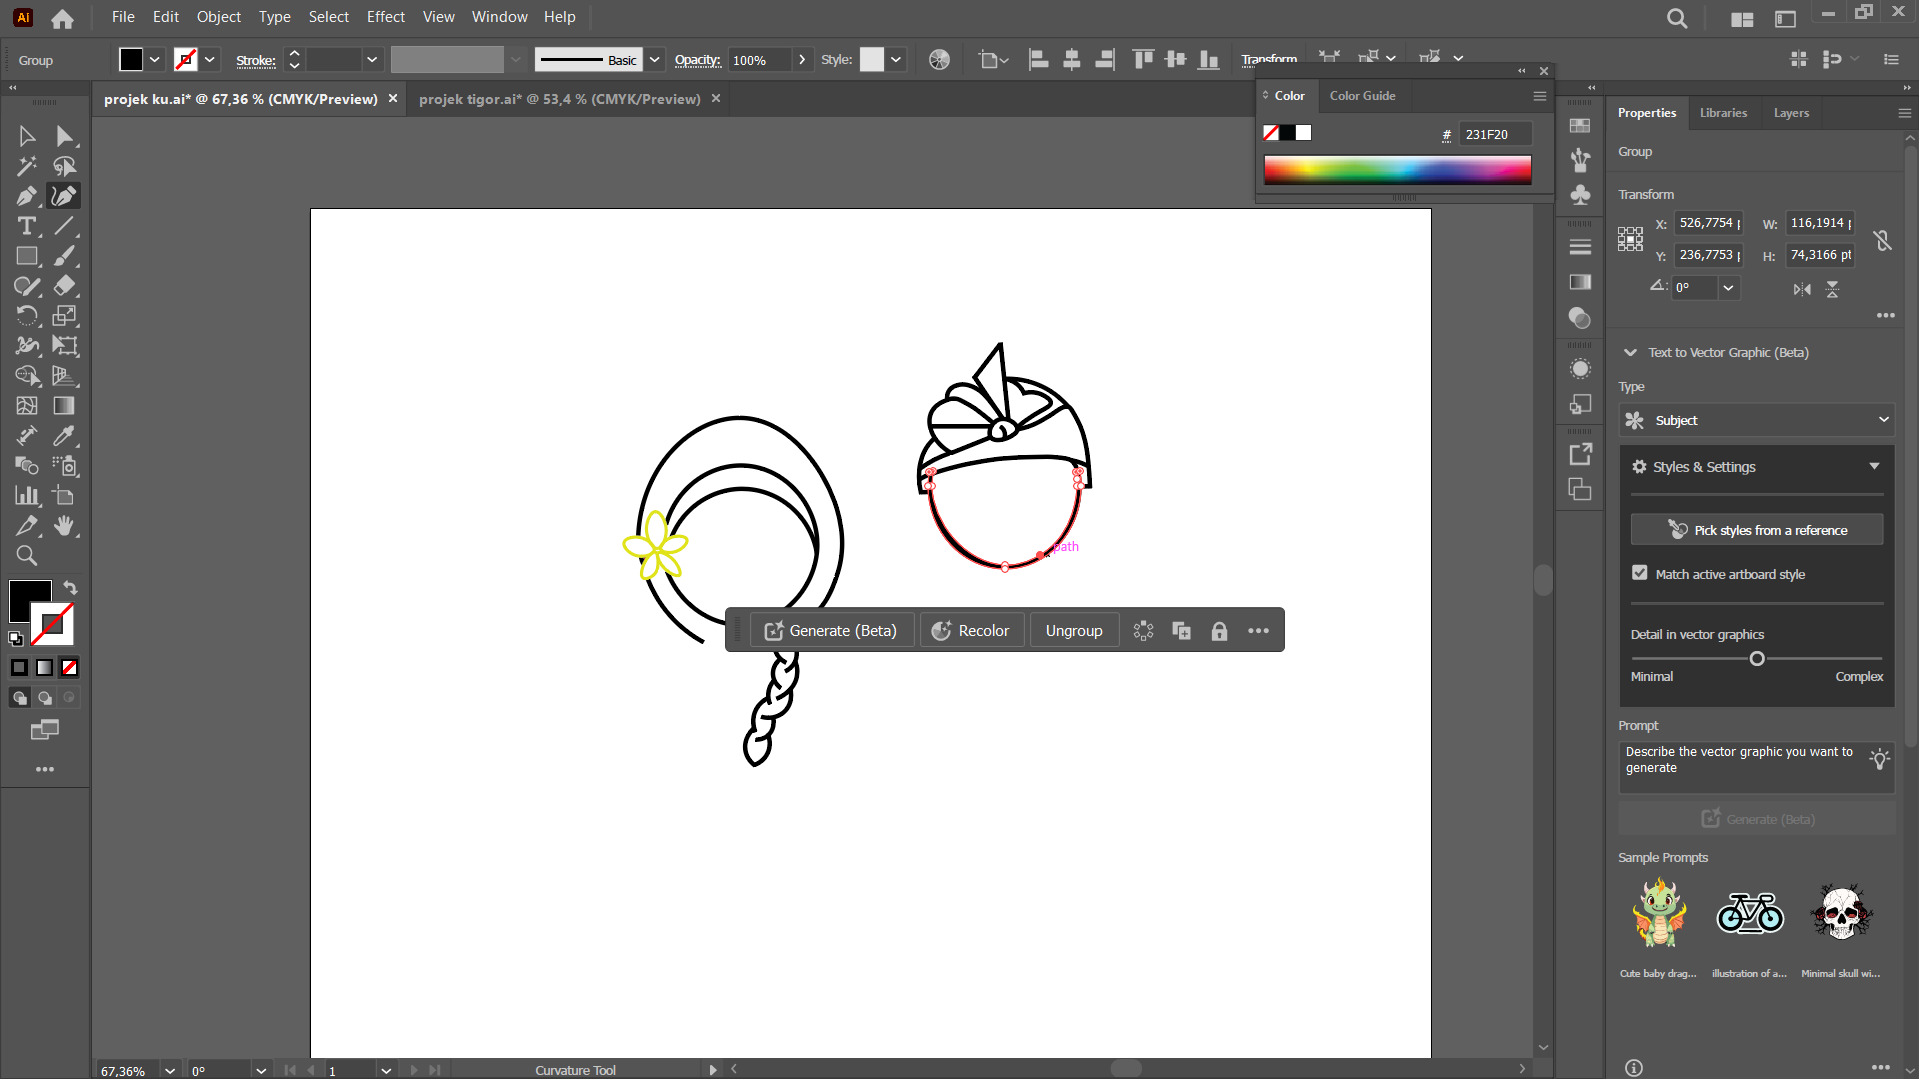 Ai File Edit Object Type Select Effect View Window Help
Group Stroke: Basic Opacity: 100% Style: Transform
projek ku.ai* @ 67,36 % (CMYK/Preview) × projek tigor.ai* @ 53,4 % (CMYK/Preview) ×
Color Color Guide
# 231F20
Properties Libraries Layers
Group
Transform
X: 526,7754 W: 116,1914
Y: 236,7753 H: 74,3166 pt
0°
Text to Vector Graphic (Beta)
Type
Subject
Styles & Settings
Pick styles from a reference
Match active artboard style
Detail in vector graphics
Minimal Complex
Prompt
Describe the vector graphic you want to
generate
Generate (Beta)
Sample Prompts
Cute baby drag... illustration of a... Minimal skull wi...
path
Generate (Beta) Recolor Ungroup
67,36% 0° 1 Curvature Tool